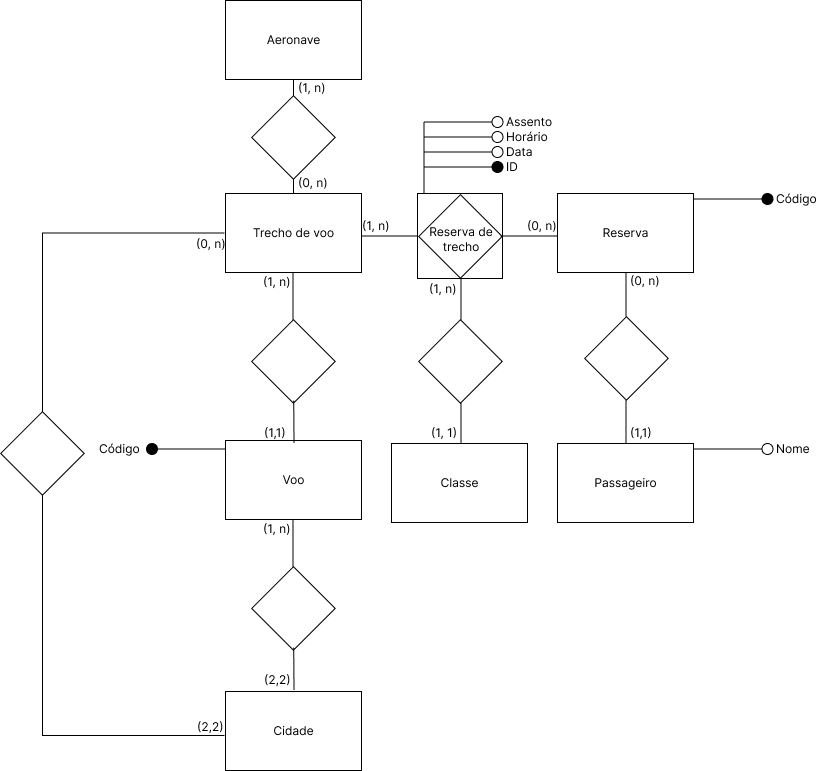 Aeronave
(1, n)
(0, n)
Assento
Horário
Data
ID
Código
Trecho de voo
(0, n)
(1, n)
Reserva de
trecho
(0, n)
Reserva
(1, n)
(1, n)
(0, n)
(1,1)
(1, 1)
(1,1)
Código
Voo
Classe
Passageiro
Nome
(1, n)
(2,2)
(2,2)
Cidade